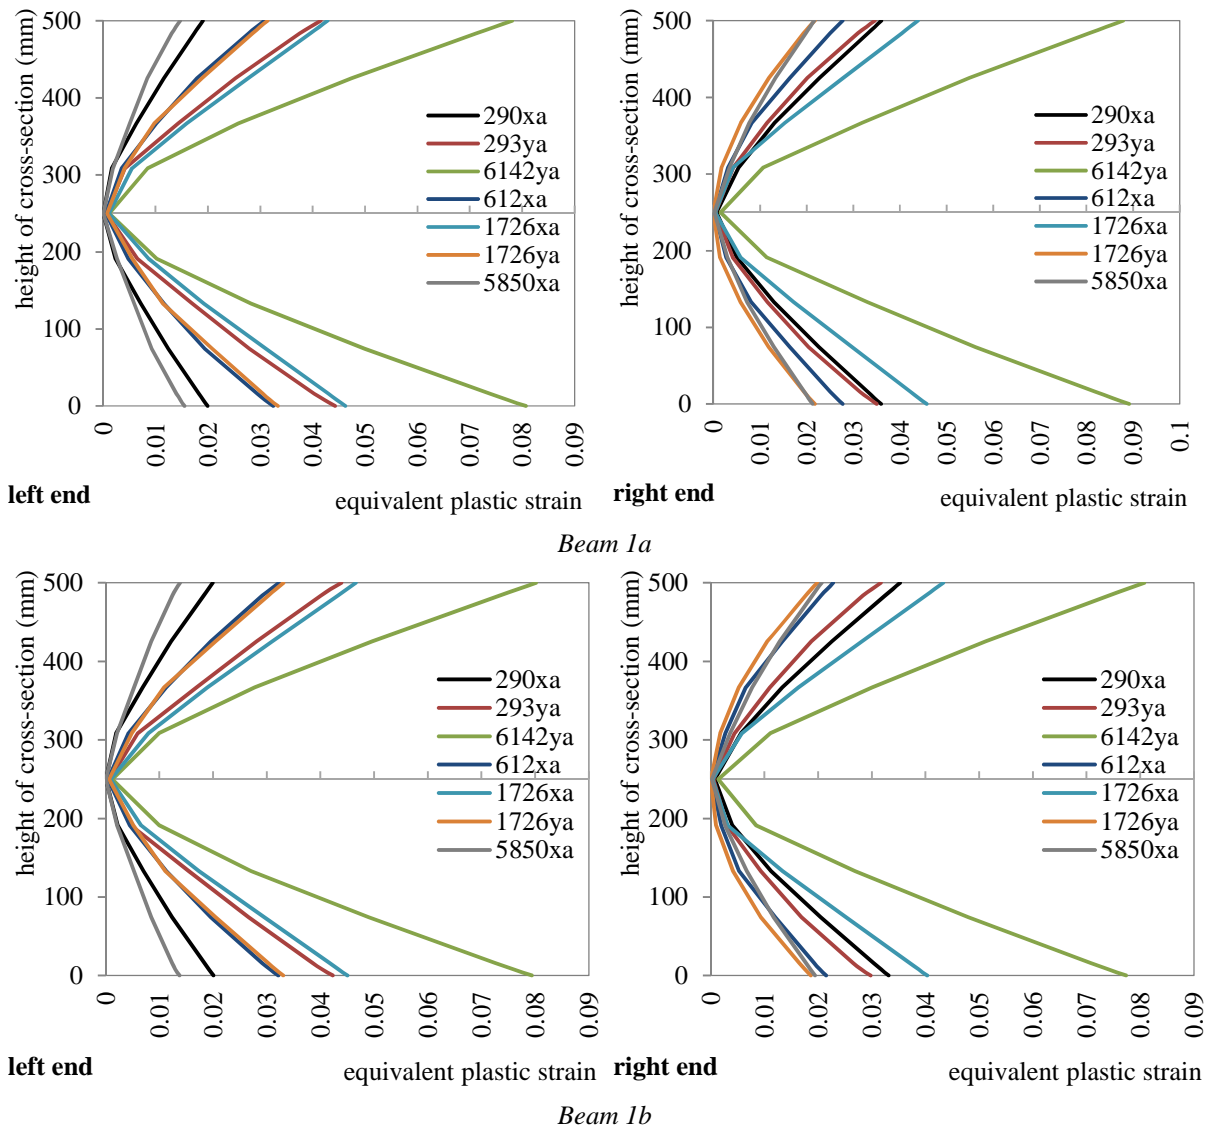 height of cross-section (mm)
500
400
300
200
100
0
290xa
293ya
6142ya
612xa
1726xa
1726ya
5850xa
0
0.01
0.02
0.03
0.04
0.05
0.06
0.07
0.08
0.09
left end
equivalent plastic strain
height of cross-section (mm)
500
400
300
200
100
0
290xa
293ya
6142ya
612xa
1726xa
1726ya
5850xa
0
0.01
0.02
0.03
0.04
0.05
0.06
0.07
0.08
0.09
0.1
right end
equivalent plastic strain
Beam 1a
height of cross-section (mm)
500
400
300
200
100
0
290xa
293ya
6142ya
612xa
1726xa
1726ya
5850xa
0
0.01
0.02
0.03
0.04
0.05
0.06
0.07
0.08
0.09
left end
equivalent plastic strain
height of cross-section (mm)
500
400
300
200
100
0
290xa
293ya
6142ya
612xa
1726xa
1726ya
5850xa
0
0.01
0.02
0.03
0.04
0.05
0.06
0.07
0.08
0.09
right end
equivalent plastic strain
Beam 1b